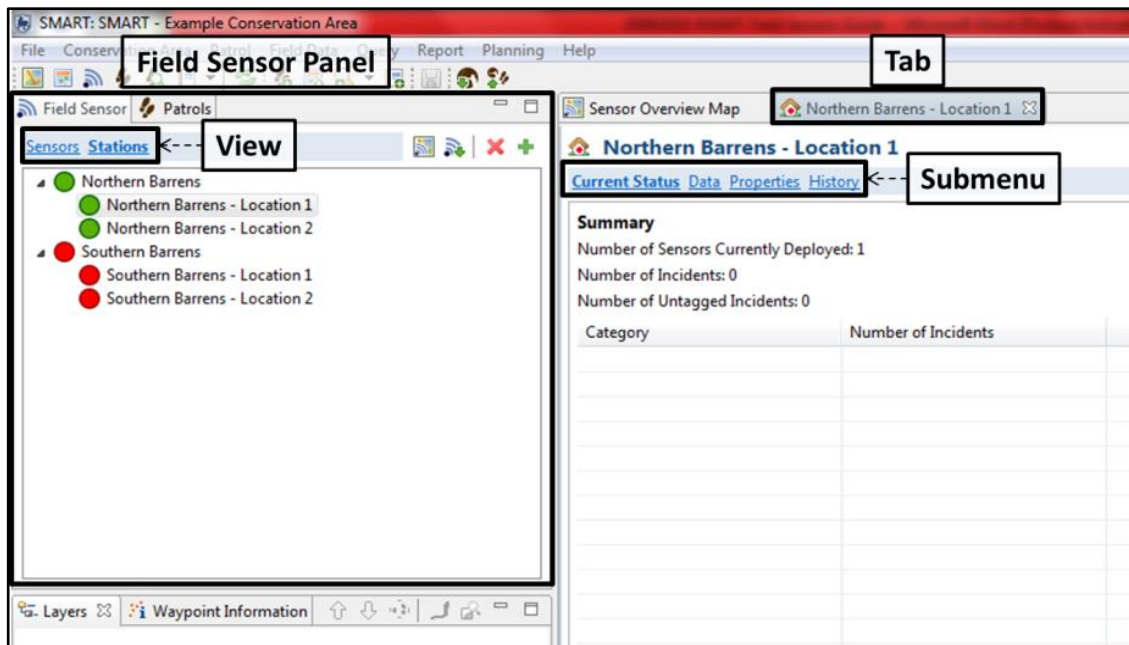 SMART: SMART - Example Conservation Area
File Conservation Area Patrol Field Data Query Report Planning Help
Field Sensor Panel
Tab
Field Sensor Patrols
Sensor Overview Map Northern Barrens - Location 1
Sensors Stations
View
Northern Barrens - Location 1
Current Status Data Properties History
Submenu
Northern Barrens
Northern Barrens - Location 1
Northern Barrens - Location 2
Southern Barrens
Southern Barrens - Location 1
Southern Barrens - Location 2
Summary
Number of Sensors Currently Deployed: 1
Number of Incidents: 0
Number of Untagged Incidents: 0
Category Number of Incidents
Layers Waypoint Information